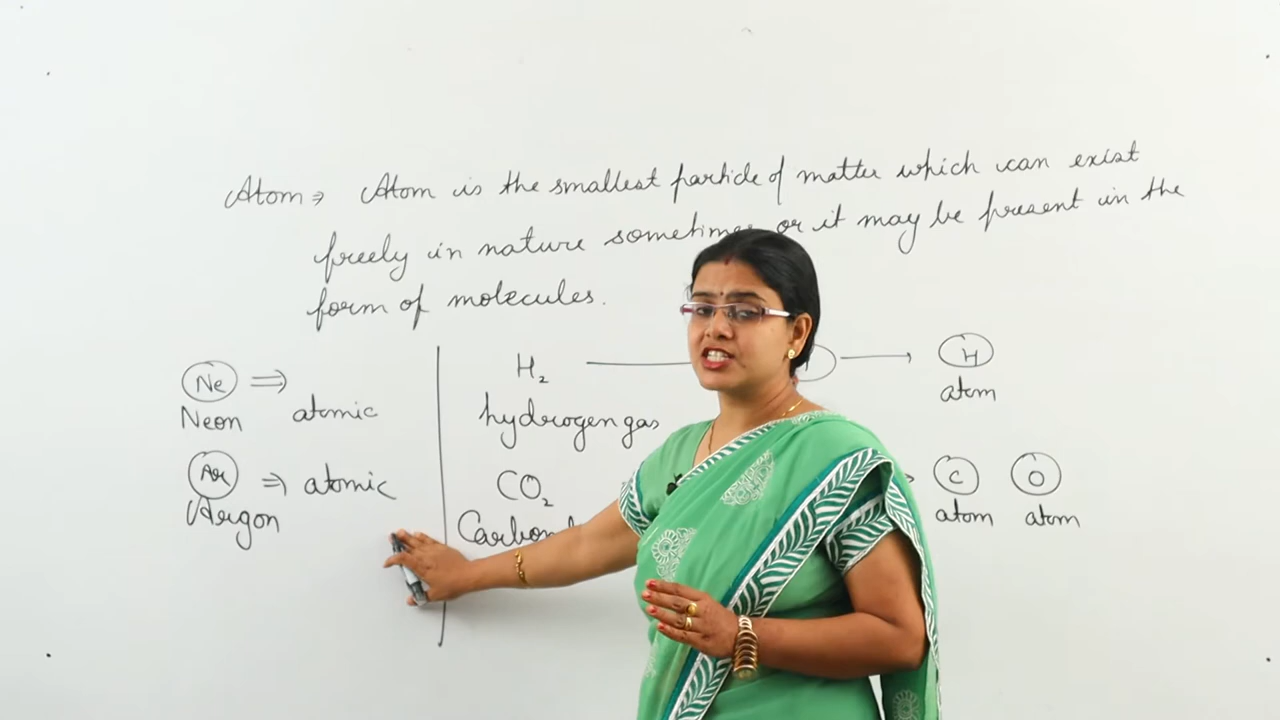 Atom ⇒ Atom is the smallest particle of matter which can exist
freely in nature sometimes or it may be present in the
form of molecules.
Ne ⇒
Neon atomic
Ar ⇒ atomic
Argon
H₂ → H
hydrogen gas atom
CO₂ C O
Carbon atom atom